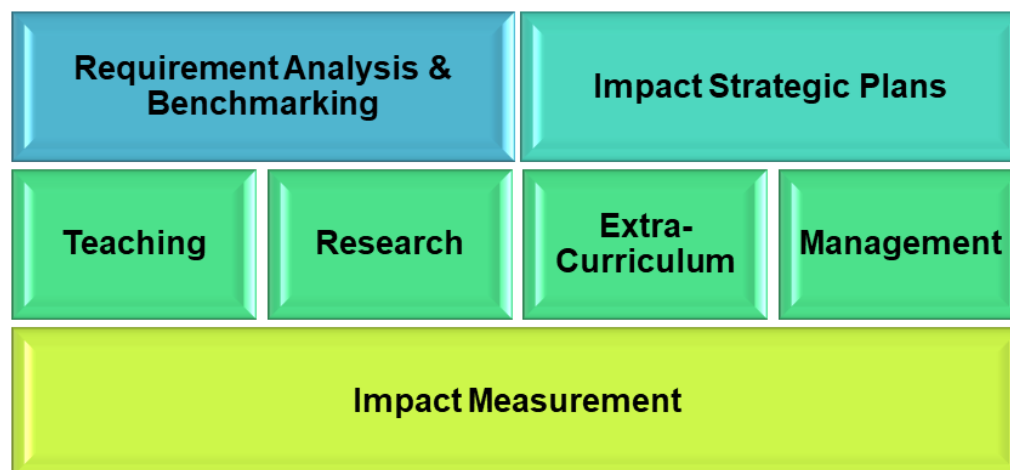 Requirement Analysis &
Benchmarking
Impact Strategic Plans
Teaching
Research
Extra-
Curriculum
Management
Impact Measurement